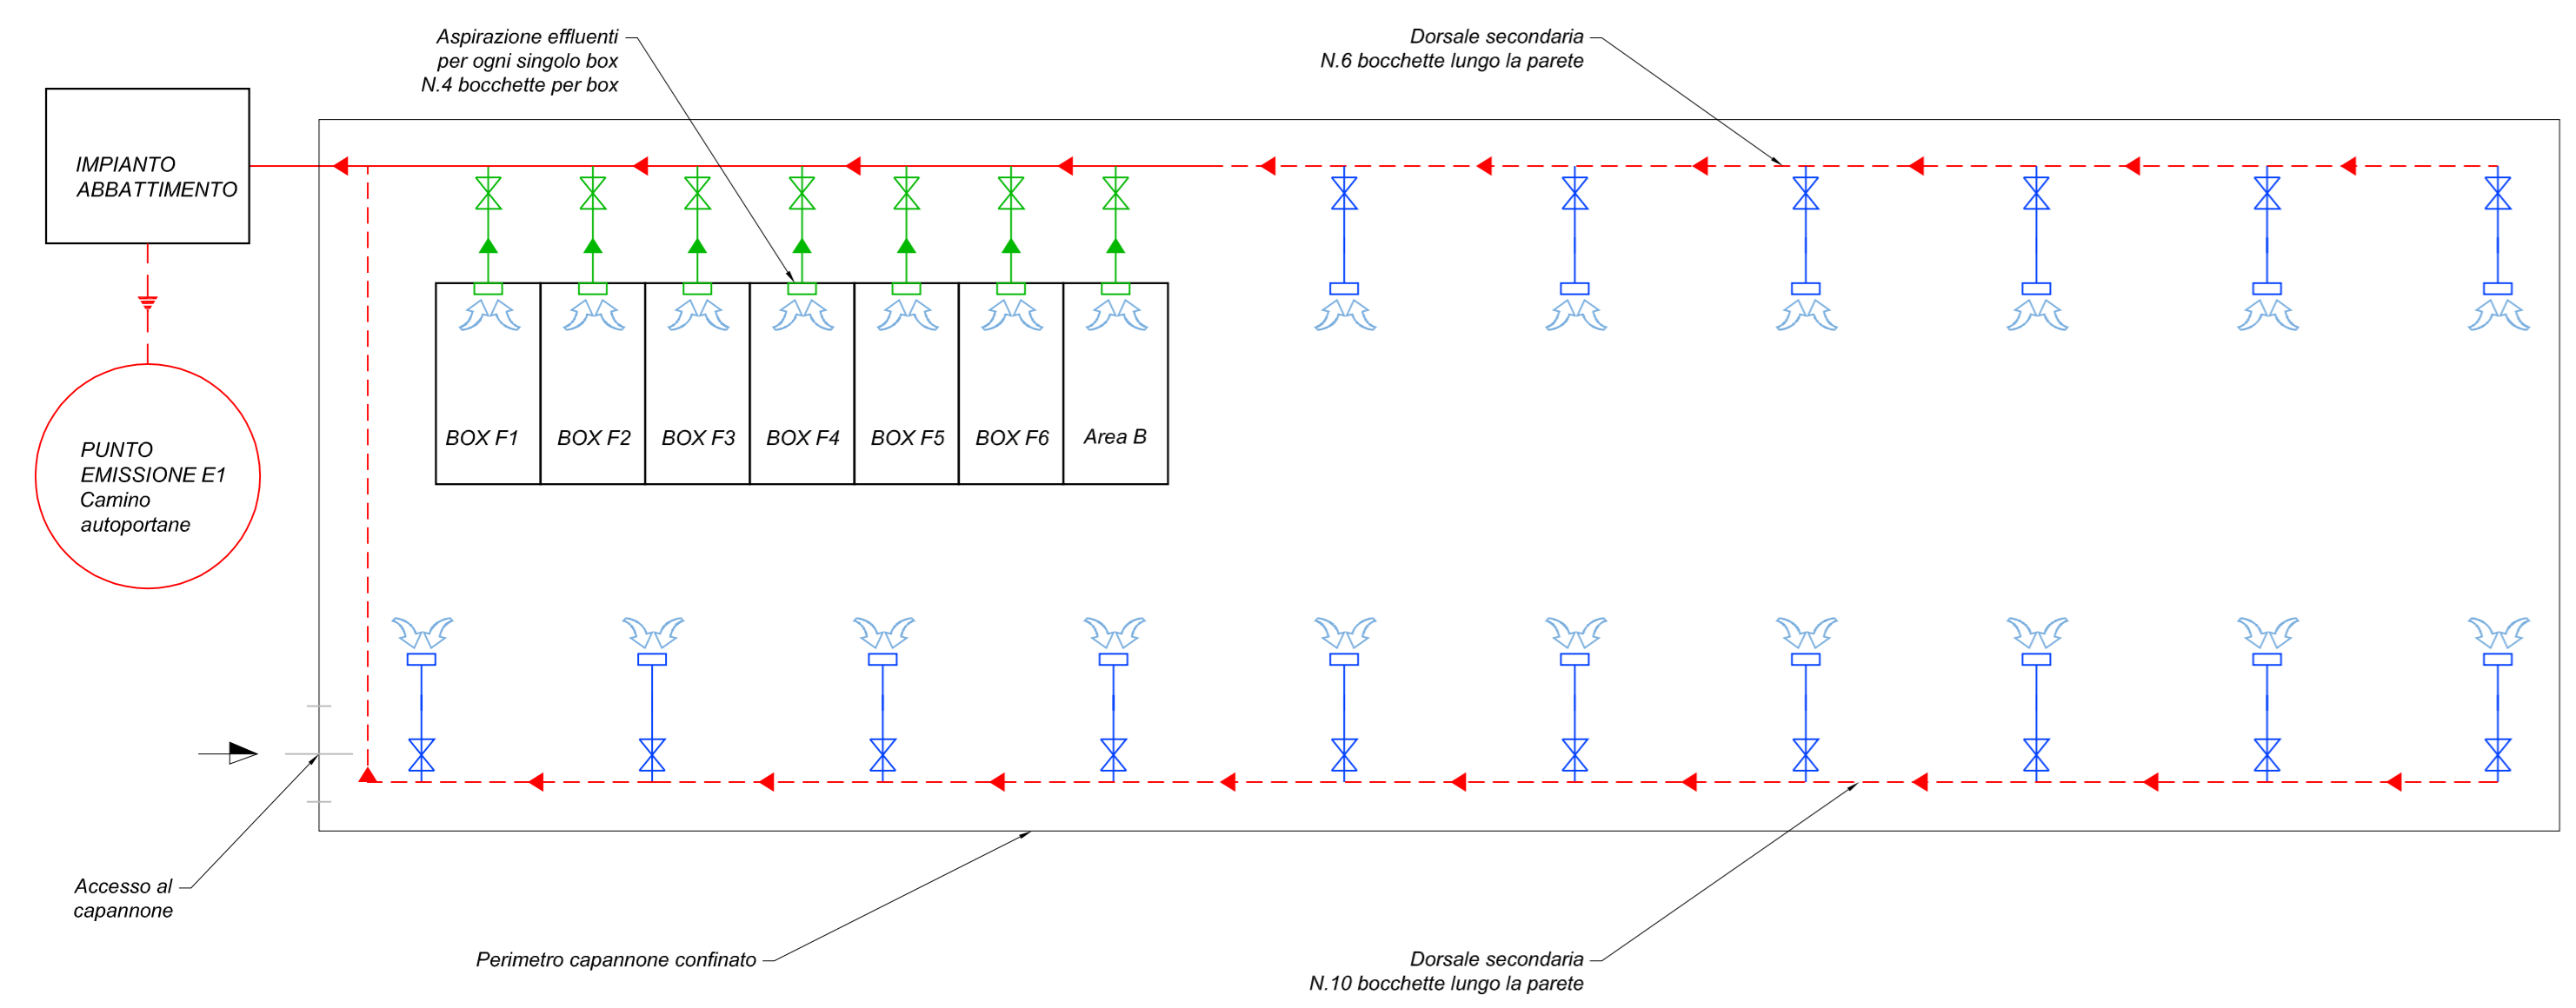 Aspirazione effluenti
per ogni singolo box
N.4 bocchette per box
Dorsale secondaria
N.6 bocchette lungo la parete
IMPIANTO
ABBATTIMENTO
BOX F1
BOX F2
BOX F3
BOX F4
BOX F5
BOX F6
Area B
PUNTO
EMISSIONE E1
Camino
autoportane
Accesso al
capannone
Perimetro capannone confinato
Dorsale secondaria
N.10 bocchette lungo la parete